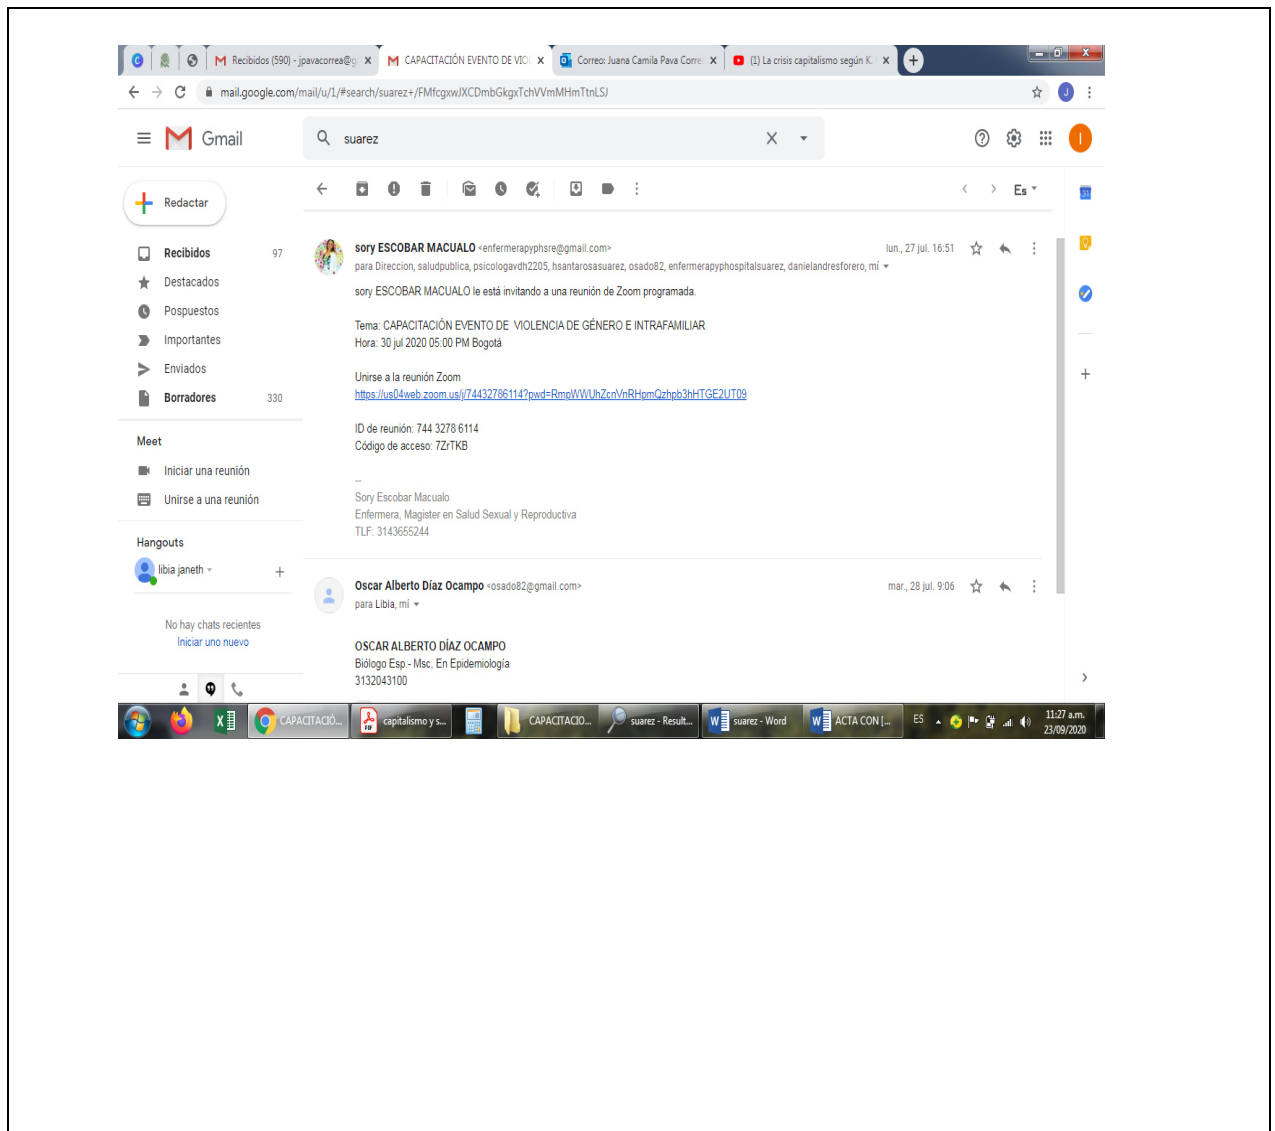 Recibidos (590) - jpavacorrea@g
CAPACITACIÓN EVENTO DE VIO
Correo: Juana Camila Pava Corre
(1) La crisis capitalismo según K.
mail.google.com/mail/u/1/#search/suarez+/FMfcgxwJXCDmbGkgxTchVVmMHmTtnLSJ
J
Gmail
suarez
I
Redactar
Es
31
Recibidos 97
Destacados
Pospuestos
Importantes
Enviados
Borradores 330
Meet
Iniciar una reunión
Unirse a una reunión
Hangouts
libia janeth
No hay chats recientes
Iniciar uno nuevo
sory ESCOBAR MACUALO <enfermerapyphsre@gmail.com>
lun., 27 jul. 16:51
para Direccion, saludpublica, psicologavdh2205, hsantarosasuarez, osado82, enfermerapyphospitalsuarez, danielandresforero, mí
sory ESCOBAR MACUALO le está invitando a una reunión de Zoom programada.
Tema: CAPACITACIÓN EVENTO DE  VIOLENCIA DE GÉNERO E INTRAFAMILIAR
Hora: 30 jul 2020 05:00 PM Bogotá
Unirse a la reunión Zoom
https://us04web.zoom.us/j/74432786114?pwd=RmpWWUhZcnVnRHpmQzhpb3hHTGE2UT09
ID de reunión: 744 3278 6114
Código de acceso: 7ZrTKB
--
Sory Escobar Macualo
Enfermera, Magister en Salud Sexual y Reproductiva
TLF: 3143655244
Oscar Alberto Díaz Ocampo <osado82@gmail.com>
mar., 28 jul. 9:06
para Libia, mí
OSCAR ALBERTO DÍAZ OCAMPO
Biólogo Esp.- Msc, En Epidemiología
3132043100
CAPACITACIÓ...
capitalismo y s...
CAPACITACIO...
suarez - Result...
suarez - Word
ACTA CON [...
ES
11:27 a.m.
23/09/2020